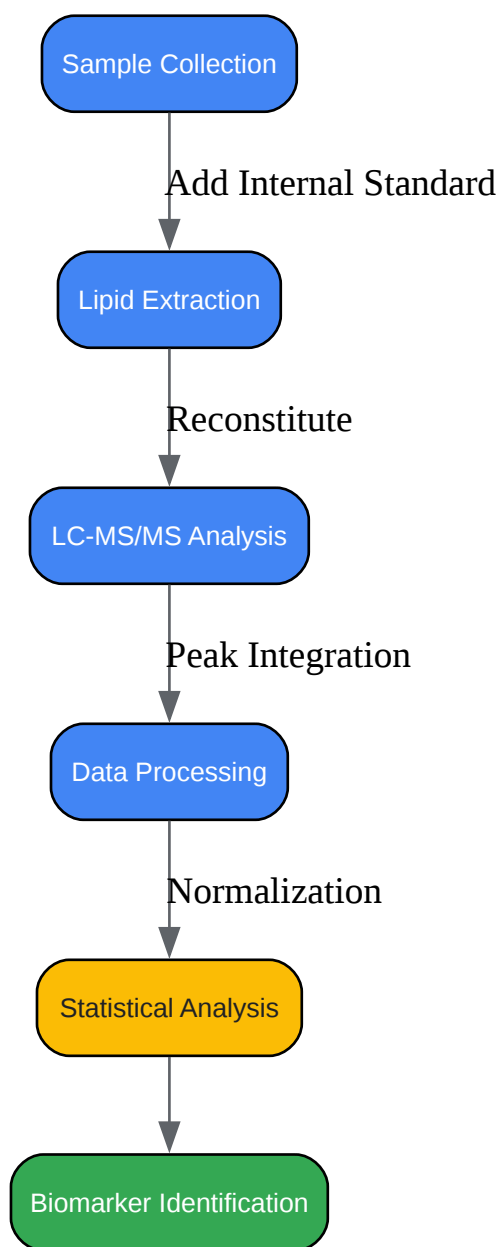 Sample Collection
Add Internal Standard
Lipid Extraction
Reconstitute
LC-MS/MS Analysis
Peak Integration
Data Processing
Normalization
Statistical Analysis
Biomarker Identification